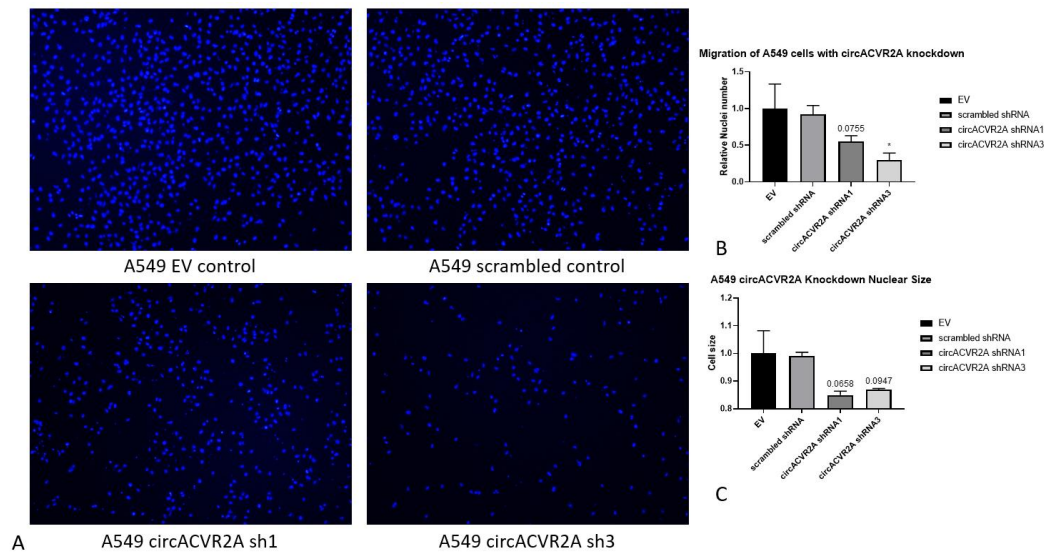 A549 EV control
A549 scrambled control
A549 circACVR2A sh1
A549 circACVR2A sh3
A
Migration of A549 cells with circACVR2A knockdown
Relative Nuclei number
1.5
1.0
0.5
0.0
0.0755
*
EV
scrambled shRNA
circACVR2A shRNA1
circACVR2A shRNA3
EV
scrambled shRNA
circACVR2A shRNA1
circACVR2A shRNA3
B
A549 circACVR2A Knockdown Nuclear Size
Cell size
1.2
1.1
1.0
0.9
0.8
0.0658
0.0947
EV
scrambled shRNA
circACVR2A shRNA1
circACVR2A shRNA3
EV
scrambled shRNA
circACVR2A shRNA1
circACVR2A shRNA3
C